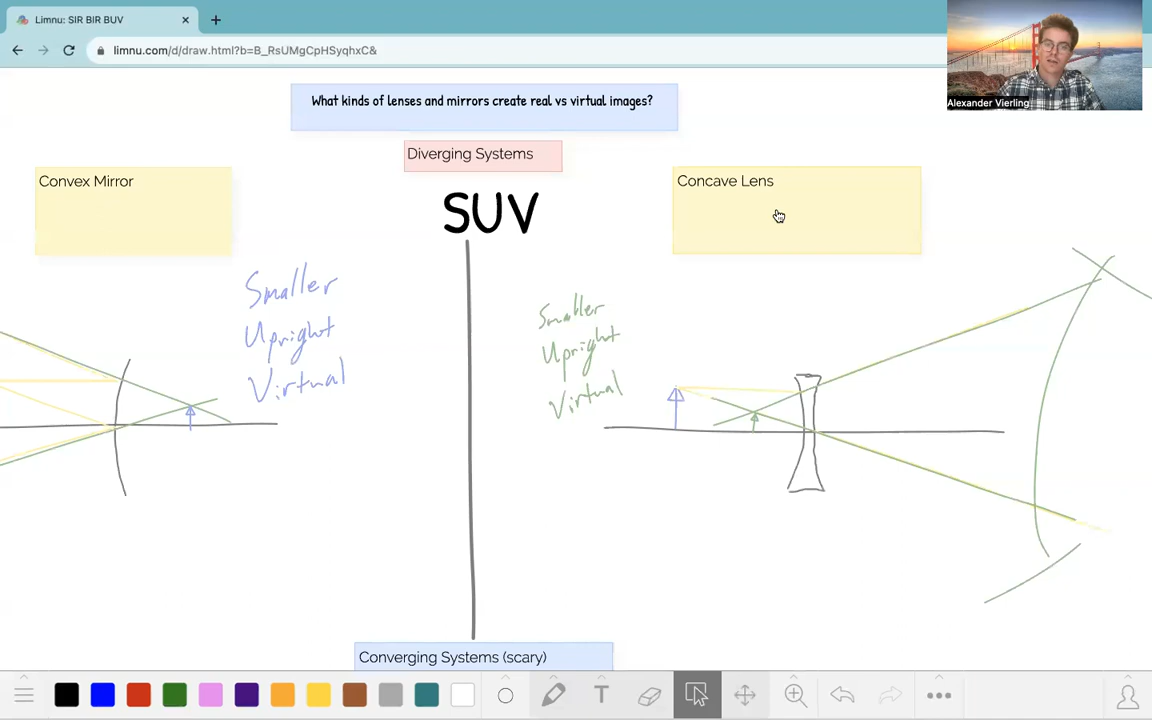 Limnu: SIR BIR BUV
limnu.com/d/draw.html?b=B_RsUMgCpHSyqhxC&
Alexander Vierling
What kinds of lenses and mirrors create real vs virtual images?
Diverging Systems
Convex Mirror
SUV
Concave Lens
Smaller
Upright
Virtual
Smaller
Upright
Virtual
Converging Systems (scary)
T